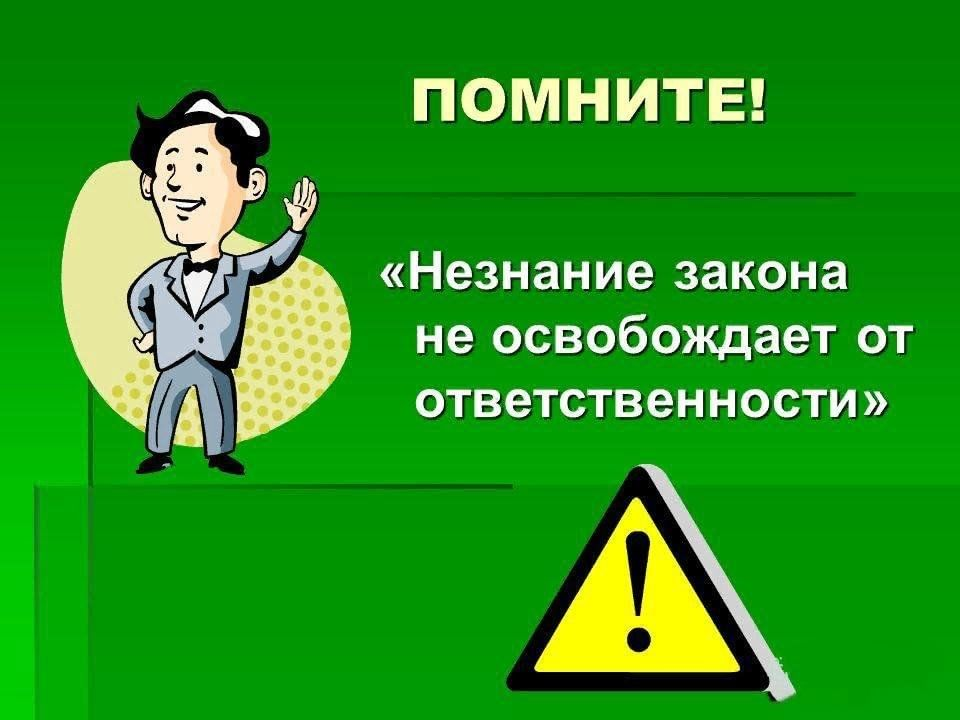 ПОМНИТЕ!
«Незнание закона
не освобождает от
ответственности»
!